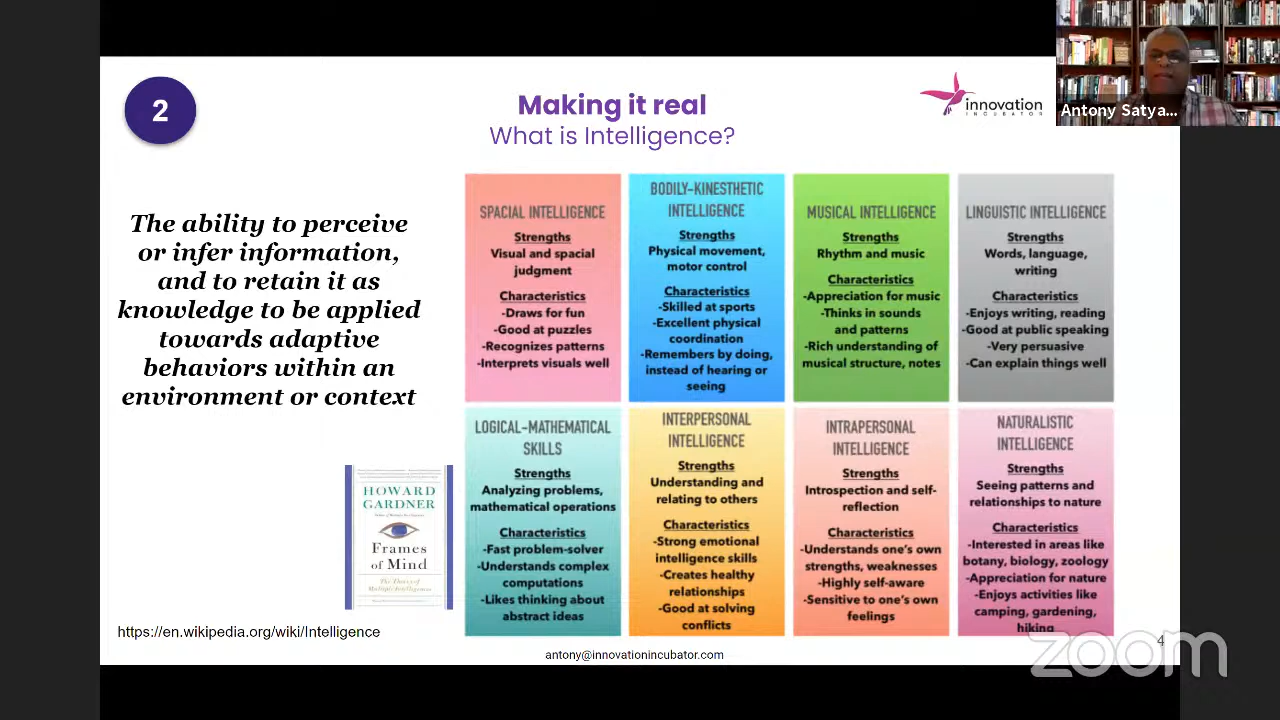 2
Making it real
What is Intelligence?
innovation
INCUBATOR
Antony Satya...
The ability to perceive
or infer information,
and to retain it as
knowledge to be applied
towards adaptive
behaviors within an
environment or context
HOWARD
GARDNER
Frames
of Mind
The Theory of
Multiple Intelligences
https://en.wikipedia.org/wiki/Intelligence
SPACIAL INTELLIGENCE
Strengths
Visual and spacial
judgment
Characteristics
-Draws for fun
-Good at puzzles
-Recognizes patterns
-Interprets visuals well
BODILY-KINESTHETIC
INTELLIGENCE
Strengths
Physical movement,
motor control
Characteristics
-Skilled at sports
-Excellent physical
coordination
-Remembers by doing,
instead of hearing or
seeing
MUSICAL INTELLIGENCE
Strengths
Rhythm and music
Characteristics
-Appreciation for music
-Thinks in sounds
and patterns
-Rich understanding of
musical structure, notes
LINGUISTIC INTELLIGENCE
Strengths
Words, language,
writing
Characteristics
-Enjoys writing, reading
-Good at public speaking
-Very persuasive
-Can explain things well
LOGICAL-MATHEMATICAL
SKILLS
Strengths
Analyzing problems,
mathematical operations
Characteristics
-Fast problem-solver
-Understands complex
computations
-Likes thinking about
abstract ideas
INTERPERSONAL
INTELLIGENCE
Strengths
Understanding and
relating to others
Characteristics
-Strong emotional
intelligence skills
-Creates healthy
relationships
-Good at solving
conflicts
INTRAPERSONAL
INTELLIGENCE
Strengths
Introspection and self-
reflection
Characteristics
-Understands one's own
strengths, weaknesses
-Highly self-aware
-Sensitive to one's own
feelings
NATURALISTIC
INTELLIGENCE
Strengths
Seeing patterns and
relationships to nature
Characteristics
-Interested in areas like
botany, biology, zoology
-Appreciation for nature
-Enjoys activities like
camping, gardening,
hiking
4
antony@innovationincubator.com
zoom